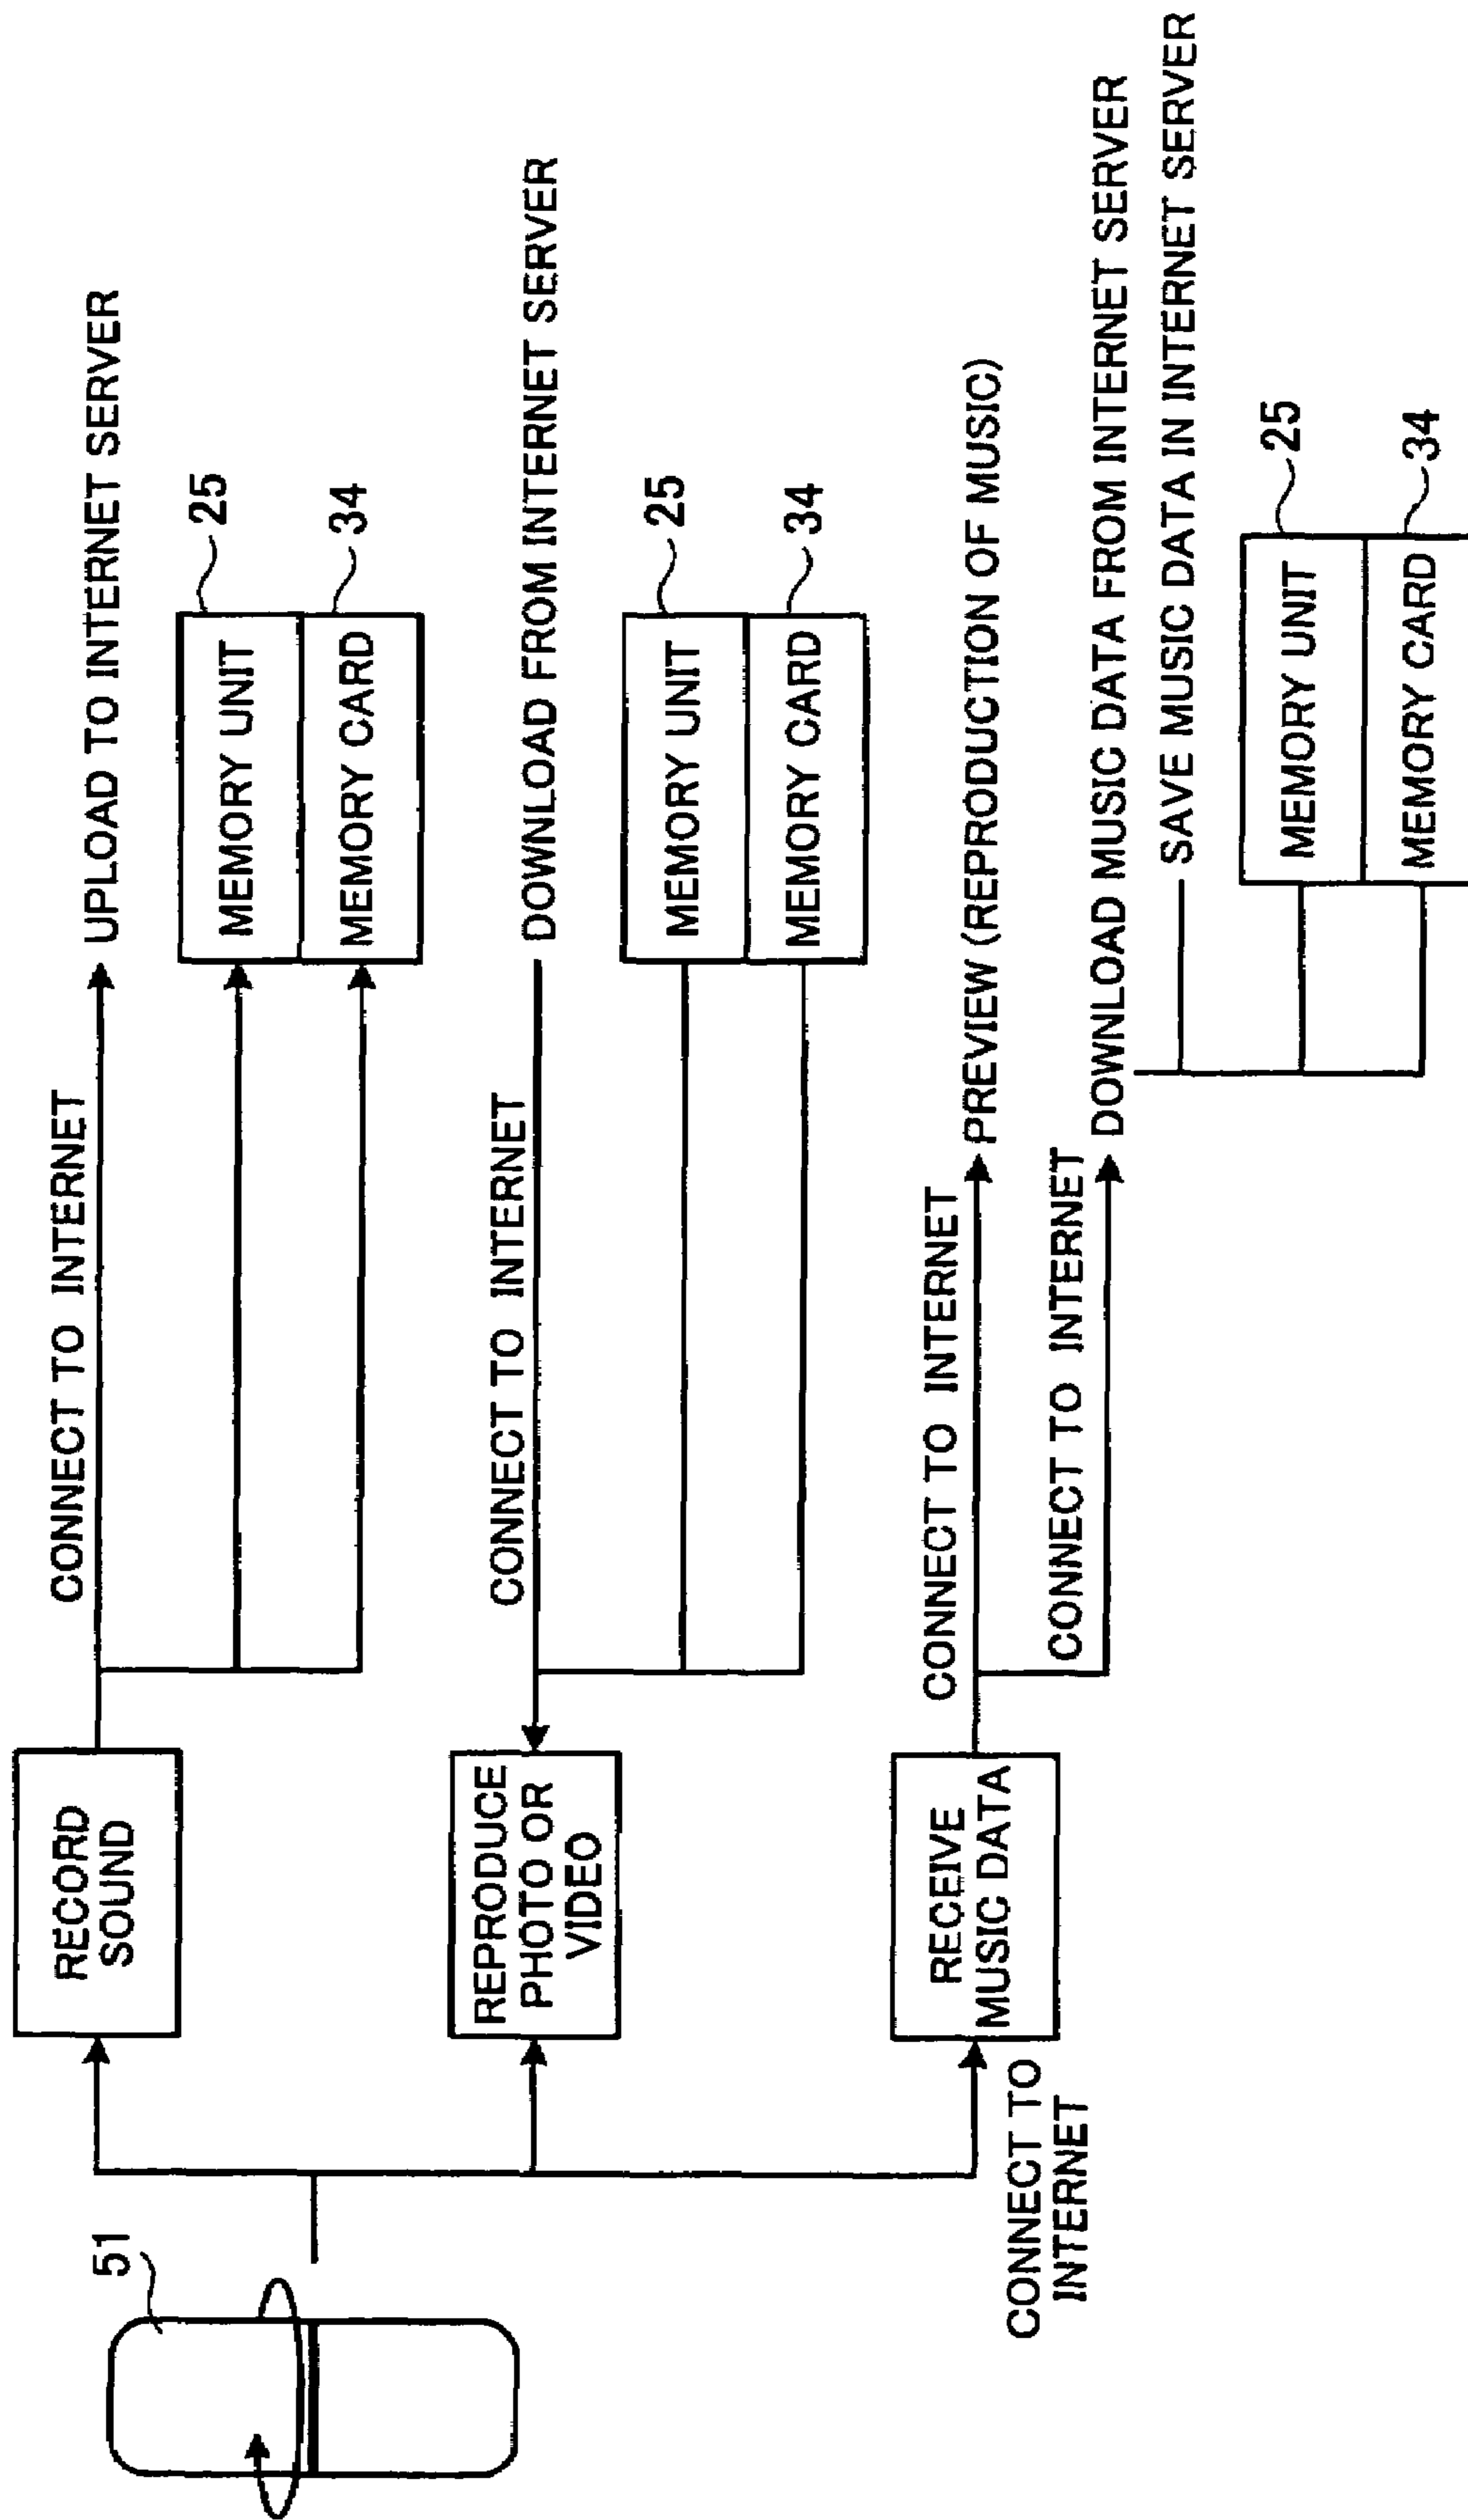 51
RECORD
SOUND
CONNECT TO INTERNET
UPLOAD TO INTERNET SERVER
MEMORY UNIT
25
MEMORY CARD
34
REPRODUCE
PHOTO OR
VIDEO
CONNECT TO INTERNET
DOWNLOAD FROM INTERNET SERVER
MEMORY UNIT
25
MEMORY CARD
34
CONNECT TO
INTERNET
RECEIVE
MUSIC DATA
CONNECT TO INTERNET
PREVIEW (REPRODUCTION OF MUSIC)
CONNECT TO INTERNET
DOWNLOAD MUSIC DATA FROM INTERNET SERVER
SAVE MUSIC DATA IN INTERNET SERVER
MEMORY UNIT
25
MEMORY CARD
34